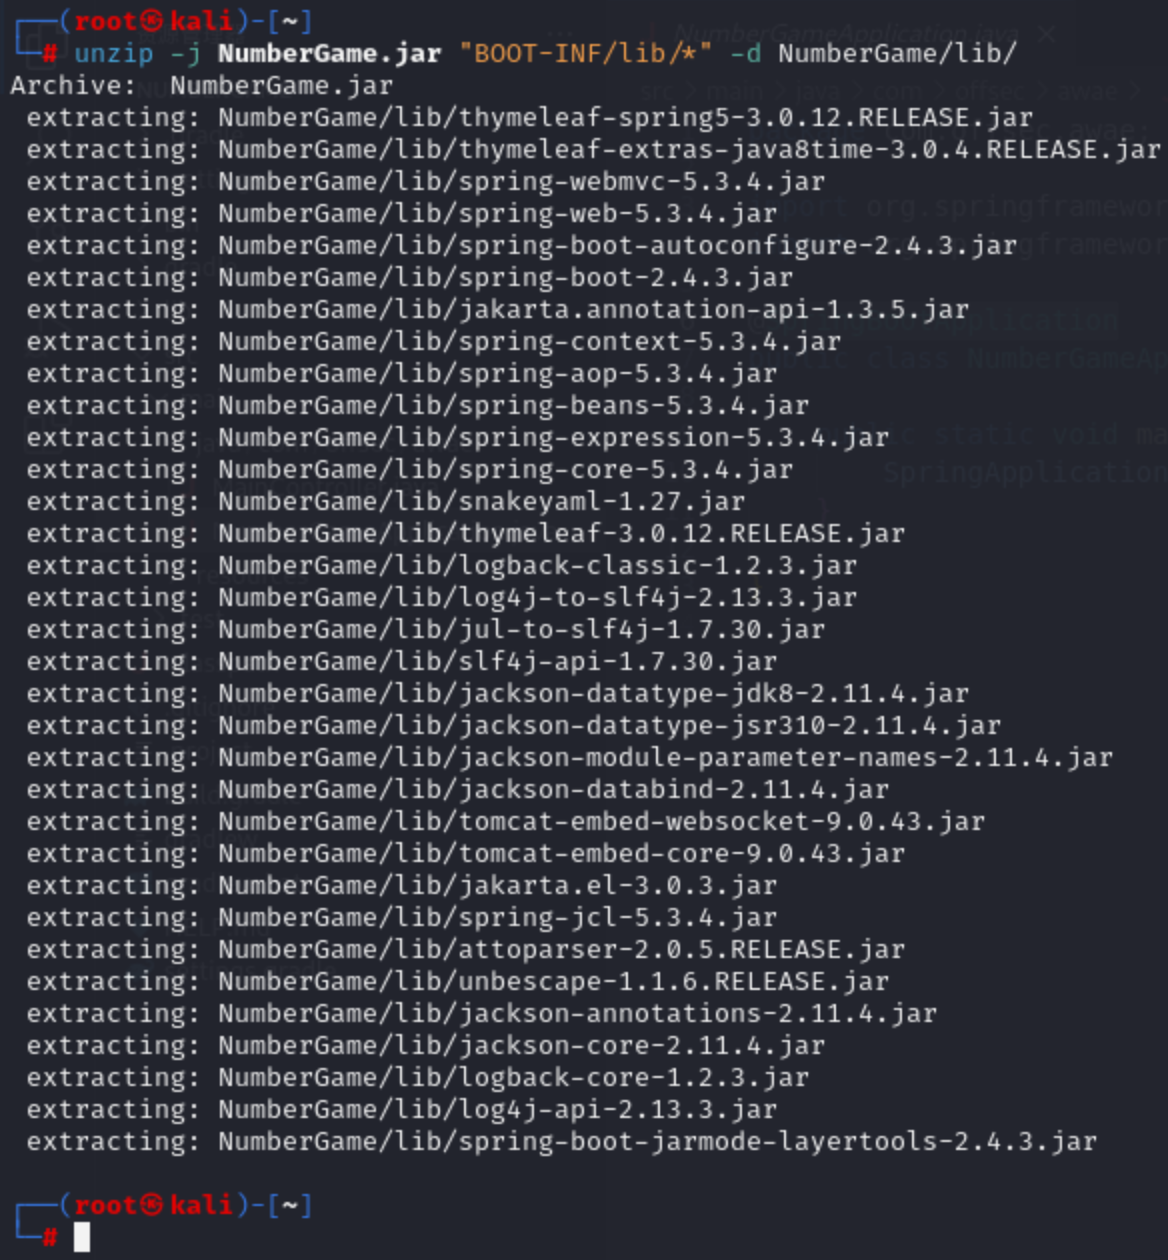 ┌──(root㉿kali)-[~]
└─# unzip -j NumberGame.jar "BOOT-INF/lib/*" -d NumberGame/lib/
Archive:  NumberGame.jar
 extracting: NumberGame/lib/thymeleaf-spring5-3.0.12.RELEASE.jar
 extracting: NumberGame/lib/thymeleaf-extras-java8time-3.0.4.RELEASE.jar
 extracting: NumberGame/lib/spring-webmvc-5.3.4.jar
 extracting: NumberGame/lib/spring-web-5.3.4.jar
 extracting: NumberGame/lib/spring-boot-autoconfigure-2.4.3.jar
 extracting: NumberGame/lib/spring-boot-2.4.3.jar
 extracting: NumberGame/lib/jakarta.annotation-api-1.3.5.jar
 extracting: NumberGame/lib/spring-context-5.3.4.jar
 extracting: NumberGame/lib/spring-aop-5.3.4.jar
 extracting: NumberGame/lib/spring-beans-5.3.4.jar
 extracting: NumberGame/lib/spring-expression-5.3.4.jar
 extracting: NumberGame/lib/spring-core-5.3.4.jar
 extracting: NumberGame/lib/snakeyaml-1.27.jar
 extracting: NumberGame/lib/thymeleaf-3.0.12.RELEASE.jar
 extracting: NumberGame/lib/logback-classic-1.2.3.jar
 extracting: NumberGame/lib/log4j-to-slf4j-2.13.3.jar
 extracting: NumberGame/lib/jul-to-slf4j-1.7.30.jar
 extracting: NumberGame/lib/slf4j-api-1.7.30.jar
 extracting: NumberGame/lib/jackson-datatype-jdk8-2.11.4.jar
 extracting: NumberGame/lib/jackson-datatype-jsr310-2.11.4.jar
 extracting: NumberGame/lib/jackson-module-parameter-names-2.11.4.jar
 extracting: NumberGame/lib/jackson-databind-2.11.4.jar
 extracting: NumberGame/lib/tomcat-embed-websocket-9.0.43.jar
 extracting: NumberGame/lib/tomcat-embed-core-9.0.43.jar
 extracting: NumberGame/lib/jakarta.el-3.0.3.jar
 extracting: NumberGame/lib/spring-jcl-5.3.4.jar
 extracting: NumberGame/lib/attoparser-2.0.5.RELEASE.jar
 extracting: NumberGame/lib/unbescape-1.1.6.RELEASE.jar
 extracting: NumberGame/lib/jackson-annotations-2.11.4.jar
 extracting: NumberGame/lib/jackson-core-2.11.4.jar
 extracting: NumberGame/lib/logback-core-1.2.3.jar
 extracting: NumberGame/lib/log4j-api-2.13.3.jar
 extracting: NumberGame/lib/spring-boot-jarmode-layertools-2.4.3.jar
┌──(root㉿kali)-[~]
└─#